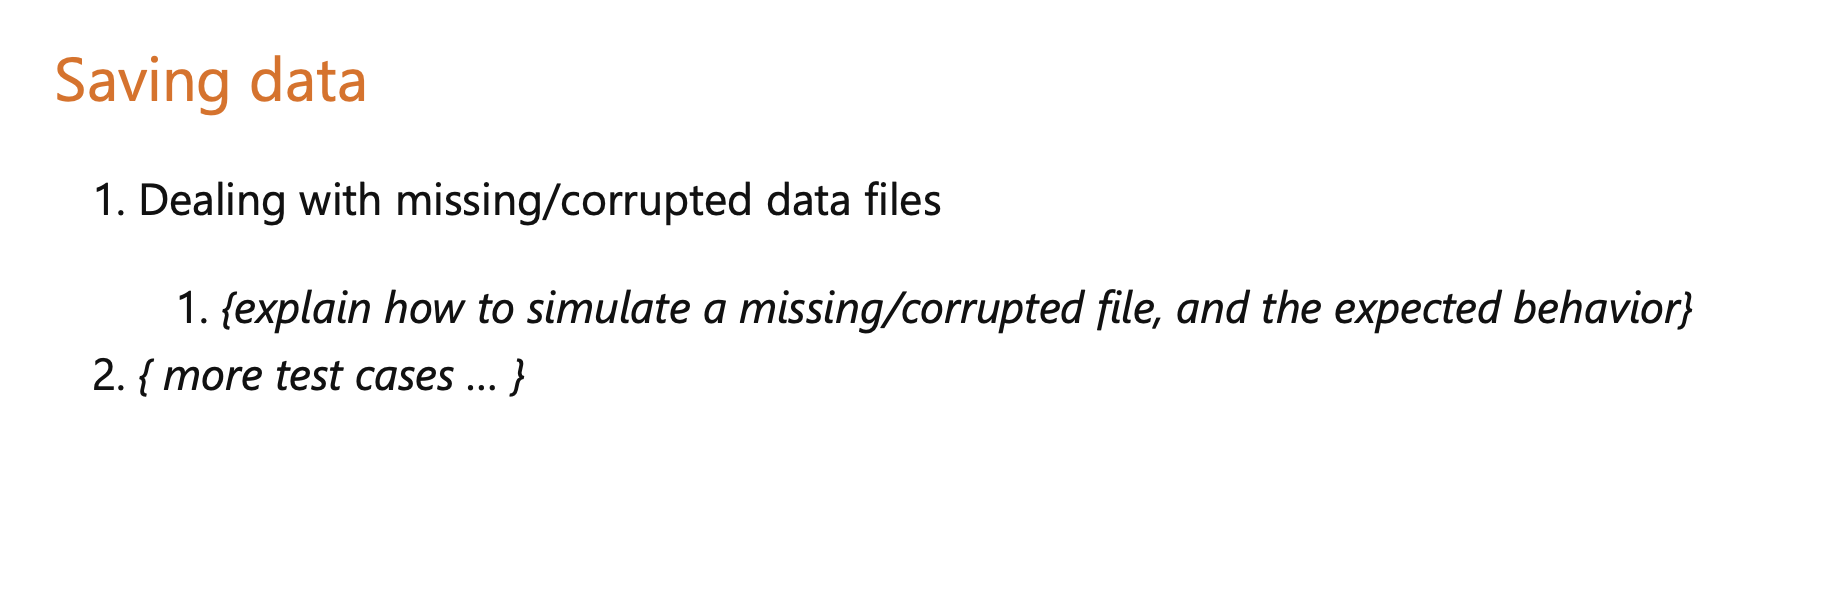 Saving data
1. Dealing with missing/corrupted data files
1. {explain how to simulate a missing/corrupted file, and the expected behavior}
2. { more test cases … }